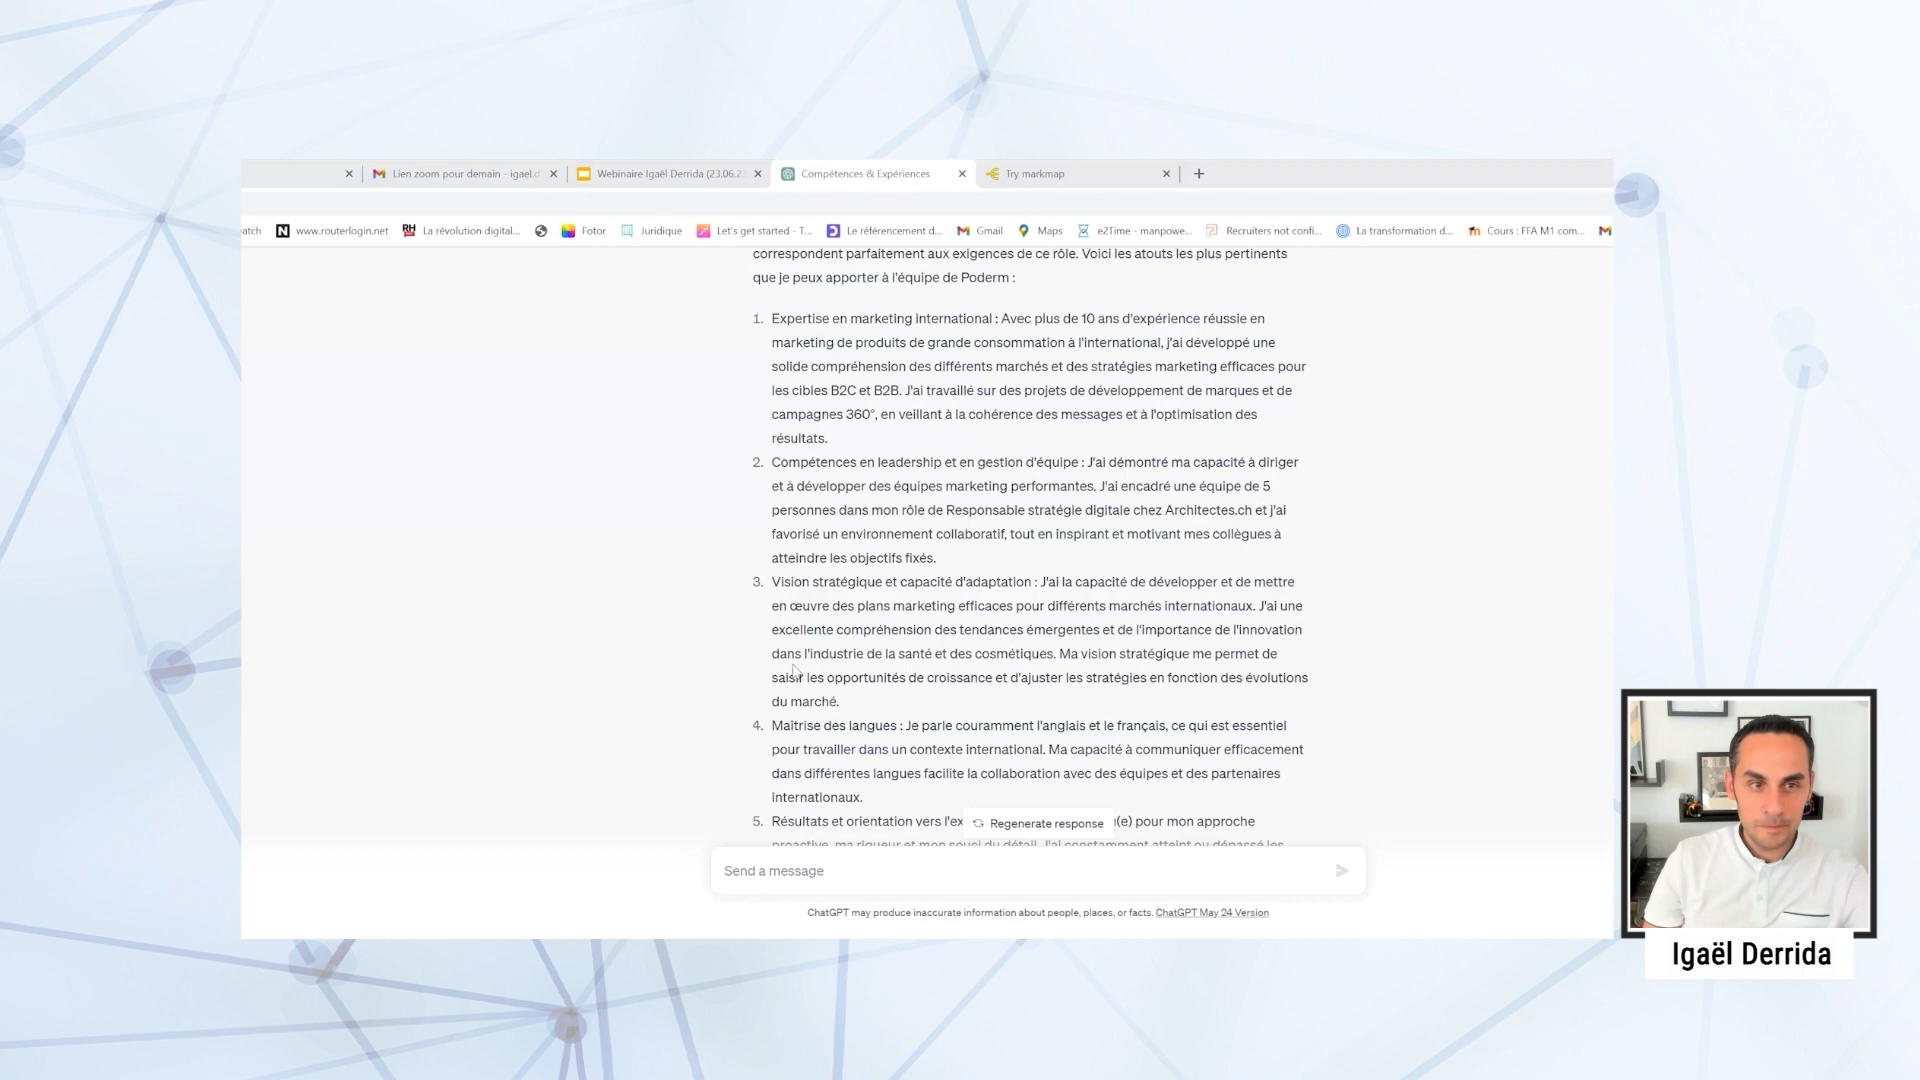 Lien zoom pour demain - igael.d
Webinaire Igaël Derrida (23.06.22
Compétences & Expériences
Try markmap
atch
www.routerlogin.net
RH
La révolution digital...
Fotor
Juridique
Let's get started - T...
Le référencement d...
Gmail
Maps
e2Time - manpowe...
Recruiters not confi...
La transformation d...
Cours : FFA M1 com...
correspondent parfaitement aux exigences de ce rôle. Voici les atouts les plus pertinents
que je peux apporter à l'équipe de Poderm :
1. Expertise en marketing international : Avec plus de 10 ans d'expérience réussie en
marketing de produits de grande consommation à l'international, j'ai développé une
solide compréhension des différents marchés et des stratégies marketing efficaces pour
les cibles B2C et B2B. J'ai travaillé sur des projets de développement de marques et de
campagnes 360°, en veillant à la cohérence des messages et à l'optimisation des
résultats.
2. Compétences en leadership et en gestion d'équipe : J'ai démontré ma capacité à diriger
et à développer des équipes marketing performantes. J'ai encadré une équipe de 5
personnes dans mon rôle de Responsable stratégie digitale chez Architectes.ch et j'ai
favorisé un environnement collaboratif, tout en inspirant et motivant mes collègues à
atteindre les objectifs fixés.
3. Vision stratégique et capacité d'adaptation : J'ai la capacité de développer et de mettre
en œuvre des plans marketing efficaces pour différents marchés internationaux. J'ai une
excellente compréhension des tendances émergentes et de l'importance de l'innovation
dans l'industrie de la santé et des cosmétiques. Ma vision stratégique me permet de
saisir les opportunités de croissance et d'ajuster les stratégies en fonction des évolutions
du marché.
4. Maîtrise des langues : Je parle couramment l'anglais et le français, ce qui est essentiel
pour travailler dans un contexte international. Ma capacité à communiquer efficacement
dans différentes langues facilite la collaboration avec des équipes et des partenaires
internationaux.
5. Résultats et orientation vers l'ex
(e) pour mon approche
Regenerate response
proactive, ma rigueur et mon souci du détail. J'ai constamment atteint ou dépassé les
Send a message
ChatGPT may produce inaccurate information about people, places, or facts. ChatGPT May 24 Version
Igaël Derrida